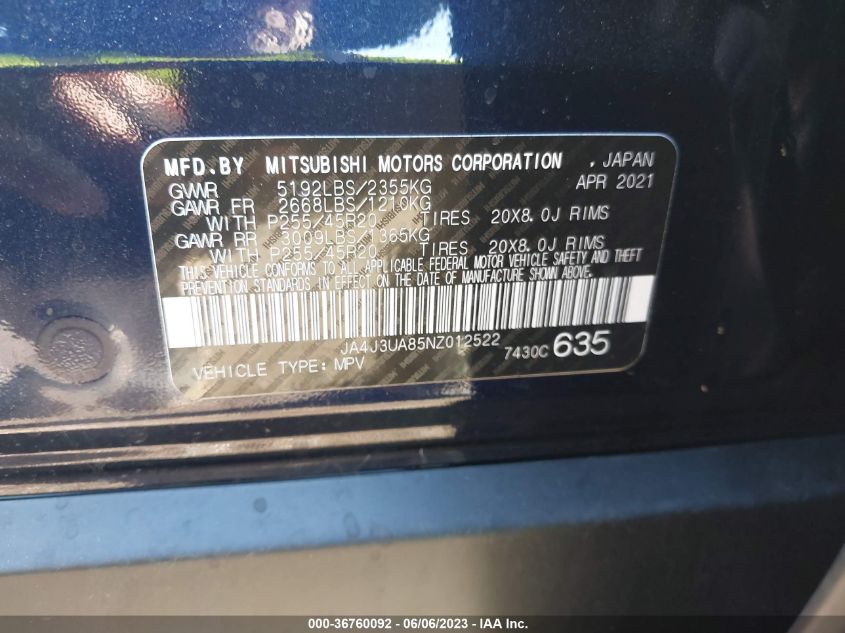 MFD.BY MITSUBISHI MOTORS CORPORATION , JAPAN
GVWR 5192LBS/2355KG APR 2021
GAWR FR 2668LBS/1210KG
WITH P255/45R20 TIRES 20X8.0J RIMS
GAWR RR 3009LBS/1365KG
WITH P255/45R20 TIRES 20X8.0J RIMS
THIS VEHICLE CONFORMS TO ALL APPLICABLE FEDERAL MOTOR VEHICLE SAFETY AND THEFT
PREVENTION STANDARDS IN EFFECT ON THE DATE OF MANUFACTURE SHOWN ABOVE.
JA4J3UA85NZ012522
VEHICLE TYPE: MPV 7430C 635
000-36760092 - 06/06/2023 - IAA Inc.